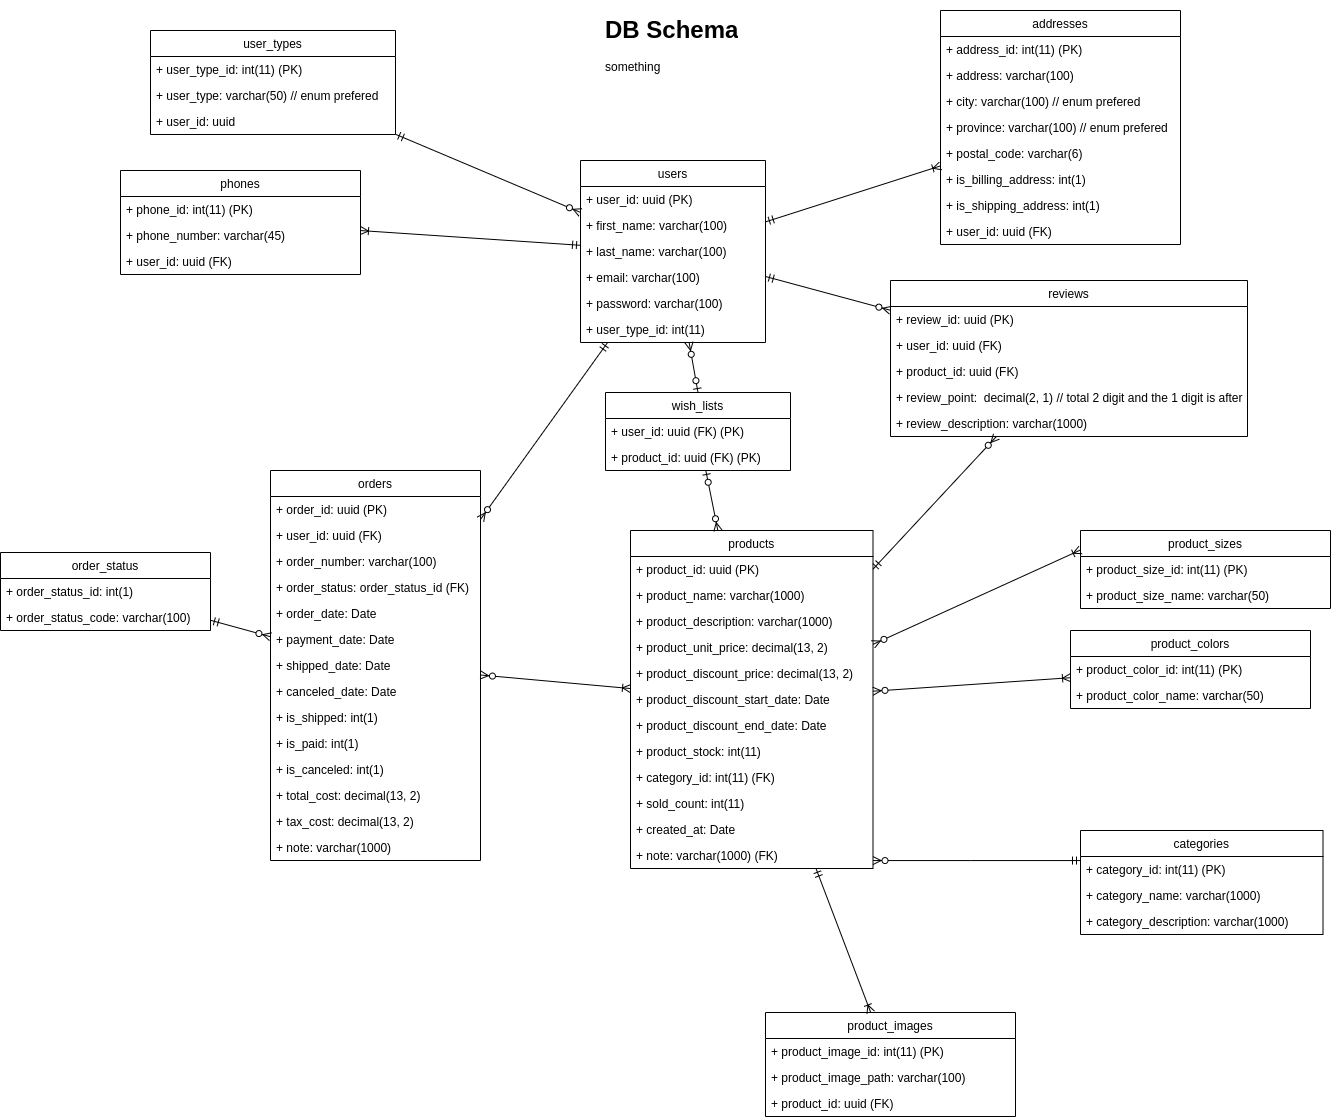 DB Schema
something
user_types
+ user_type_id: int(11) (PK)
+ user_type: varchar(50) // enum prefered
+ user_id: uuid
phones
+ phone_id: int(11) (PK)
+ phone_number: varchar(45)
+ user_id: uuid (FK)
users
+ user_id: uuid (PK)
+ first_name: varchar(100)
+ last_name: varchar(100)
+ email: varchar(100)
+ password: varchar(100)
+ user_type_id: int(11)
addresses
+ address_id: int(11) (PK)
+ address: varchar(100)
+ city: varchar(100) // enum prefered
+ province: varchar(100) // enum prefered
+ postal_code: varchar(6)
+ is_billing_address: int(1)
+ is_shipping_address: int(1)
+ user_id: uuid (FK)
reviews
+ review_id: uuid (PK)
+ user_id: uuid (FK)
+ product_id: uuid (FK)
+ review_point:  decimal(2, 1) // total 2 digit and the 1 digit is after
+ review_description: varchar(1000)
wish_lists
+ user_id: uuid (FK) (PK)
+ product_id: uuid (FK) (PK)
orders
+ order_id: uuid (PK)
+ user_id: uuid (FK)
+ order_number: varchar(100)
+ order_status: order_status_id (FK)
+ order_date: Date
+ payment_date: Date
+ shipped_date: Date
+ canceled_date: Date
+ is_shipped: int(1)
+ is_paid: int(1)
+ is_canceled: int(1)
+ total_cost: decimal(13, 2)
+ tax_cost: decimal(13, 2)
+ note: varchar(1000)
order_status
+ order_status_id: int(1)
+ order_status_code: varchar(100)
products
+ product_id: uuid (PK)
+ product_name: varchar(1000)
+ product_description: varchar(1000)
+ product_unit_price: decimal(13, 2)
+ product_discount_price: decimal(13, 2)
+ product_discount_start_date: Date
+ product_discount_end_date: Date
+ product_stock: int(11)
+ category_id: int(11) (FK)
+ sold_count: int(11)
+ created_at: Date
+ note: varchar(1000) (FK)
product_sizes
+ product_size_id: int(11) (PK)
+ product_size_name: varchar(50)
product_colors
+ product_color_id: int(11) (PK)
+ product_color_name: varchar(50)
categories
+ category_id: int(11) (PK)
+ category_name: varchar(1000)
+ category_description: varchar(1000)
product_images
+ product_image_id: int(11) (PK)
+ product_image_path: varchar(100)
+ product_id: uuid (FK)